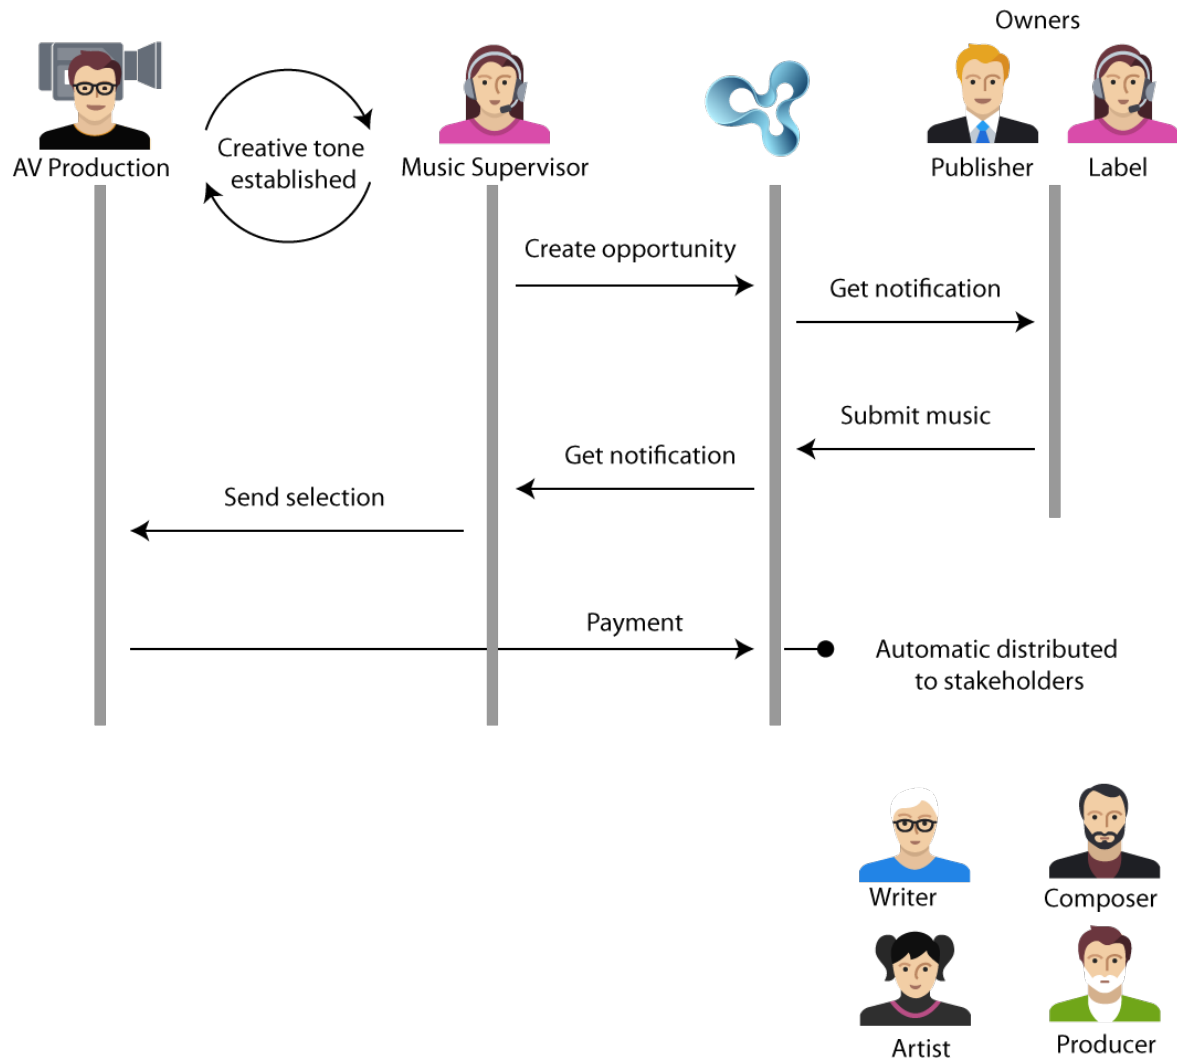 Owners
AV Production
Creative tone
established
Music Supervisor
Publisher
Label
Create opportunity
Get notification
Submit music
Get notification
Send selection
Payment
Automatic distributed
to stakeholders
Writer
Composer
Artist
Producer